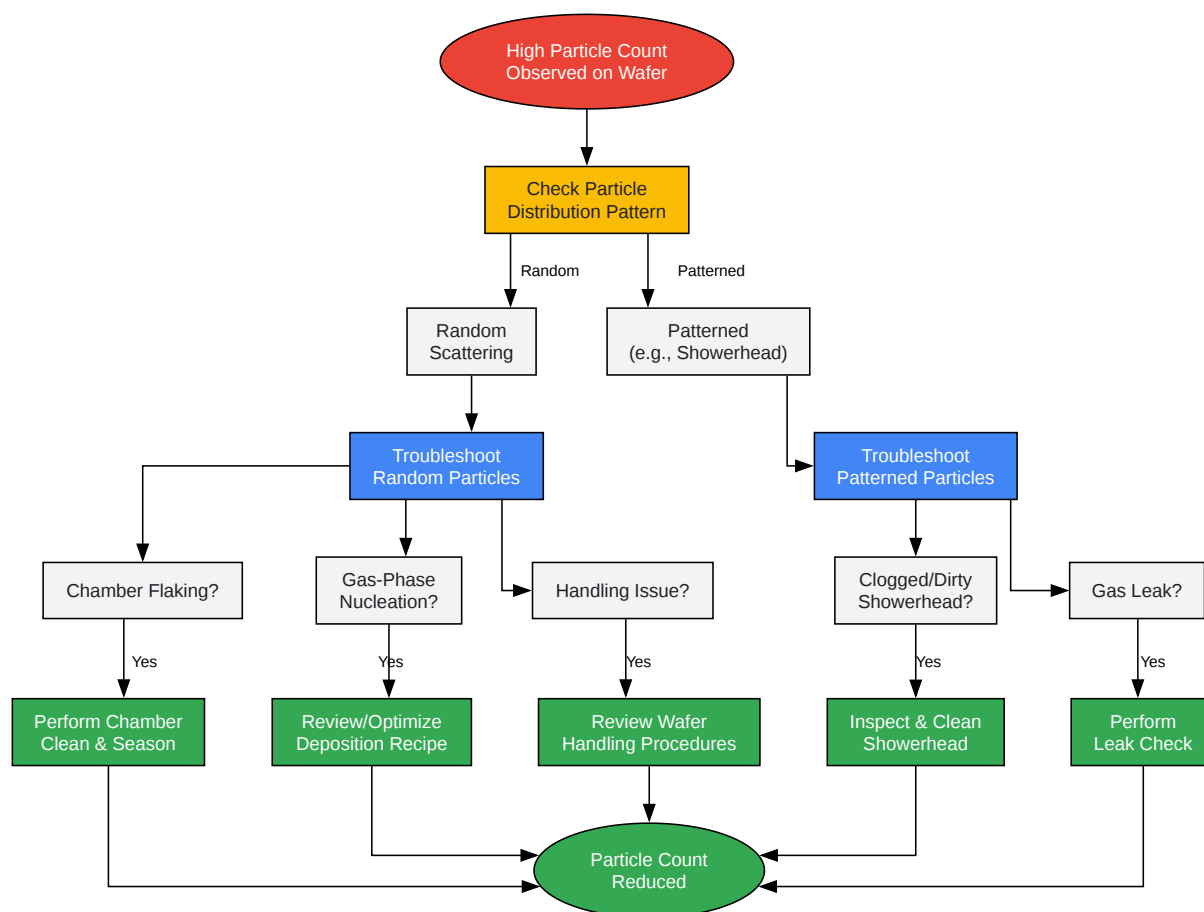 High Particle Count
Observed on Wafer
Check Particle
Distribution Pattern
Random
Patterned
Random
Scattering
Patterned
(e.g., Showerhead)
Troubleshoot
Random Particles
Troubleshoot
Patterned Particles
Chamber Flaking?
Gas-Phase
Nucleation?
Handling Issue?
Clogged/Dirty
Showerhead?
Gas Leak?
Yes
Yes
Yes
Yes
Yes
Perform Chamber
Clean & Season
Review/Optimize
Deposition Recipe
Review Wafer
Handling Procedures
Inspect & Clean
Showerhead
Perform
Leak Check
Particle Count
Reduced